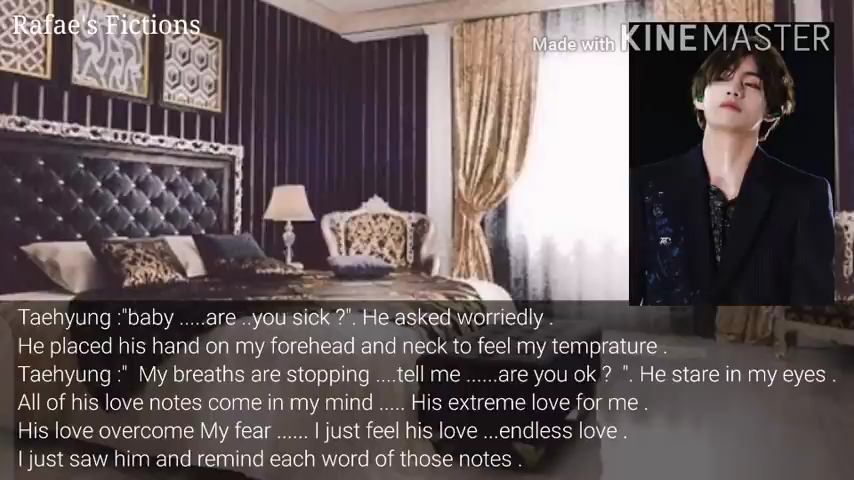 Rafae's Fictions
Made with KINEMASTER
Taehyung :"baby .....are ..you sick ?". He asked worriedly .
He placed his hand on my forehead and neck to feel my temprature .
Taehyung :"  My breaths are stopping ....tell me ......are you ok ?  ". He stare in my eyes .
All of his love notes come in my mind ..... His extreme love for me .
His love overcome My fear ...... I just feel his love ...endless love .
I just saw him and remind each word of those notes .